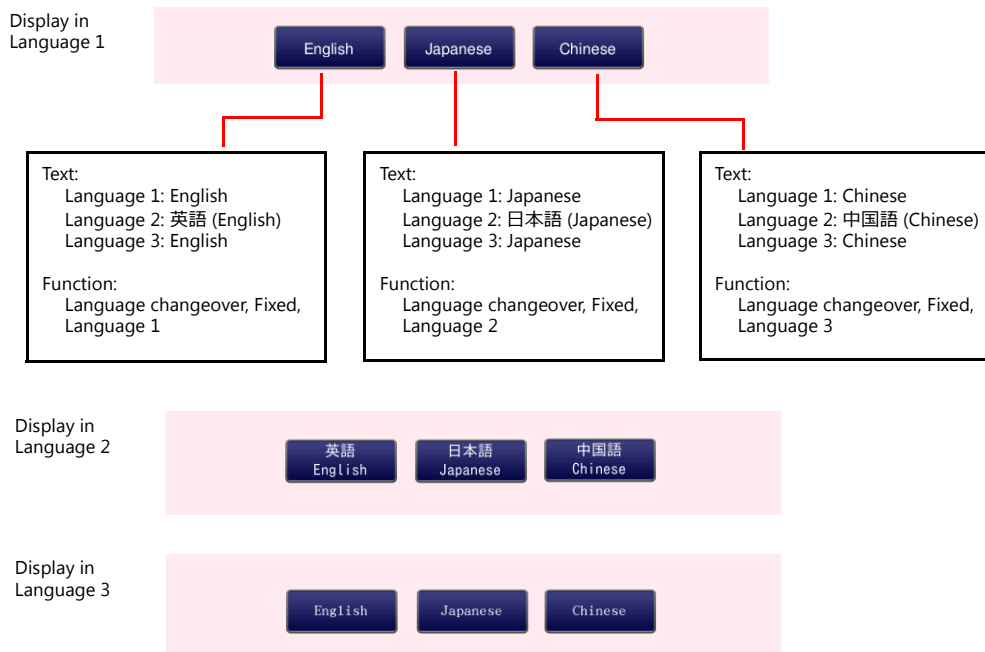 Display in
Language 1
English
Japanese
Chinese
Text:
Language 1: English
Language 2: 英語 (English)
Language 3: English
Function:
Language changeover, Fixed,
Language 1
Text:
Language 1: Japanese
Language 2: 日本語 (Japanese)
Language 3: Japanese
Function:
Language changeover, Fixed,
Language 2
Text:
Language 1: Chinese
Language 2: 中国語 (Chinese)
Language 3: Chinese
Function:
Language changeover, Fixed,
Language 3
Display in
Language 2
英語
English
日本語
Japanese
中国語
Chinese
Display in
Language 3
English
Japanese
Chinese